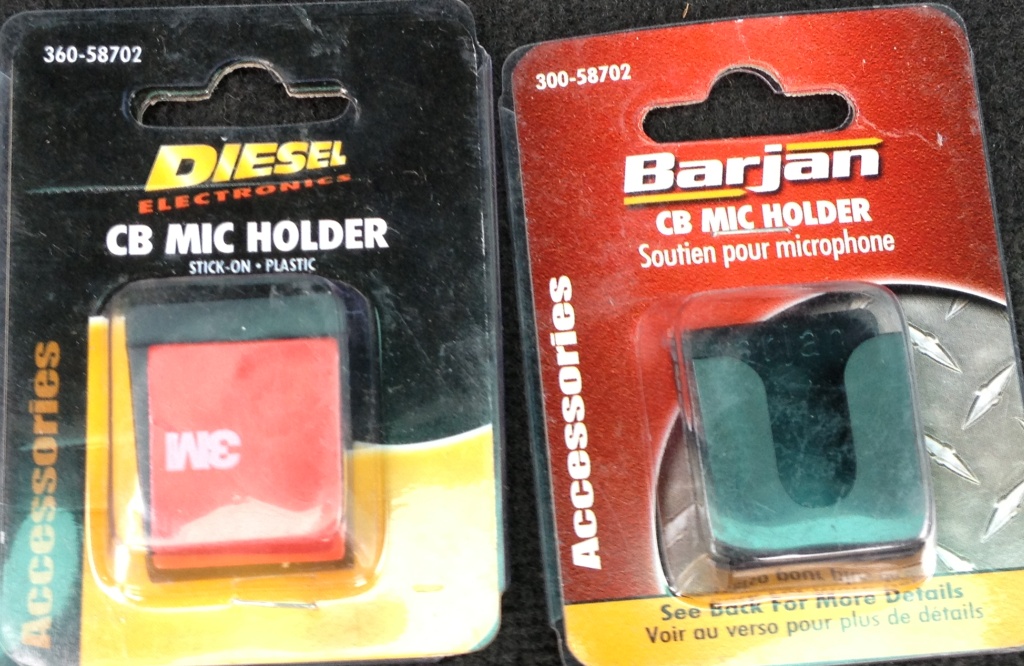 360-58702
DIESEL
ELECTRONICS
CB MIC HOLDER
STICK-ON • PLASTIC
Accessories
3M
300-58702
Barjan
CB MIC HOLDER
Soutien pour microphone
Accessories
See Back For More Details
Voir au verso pour plus de détails